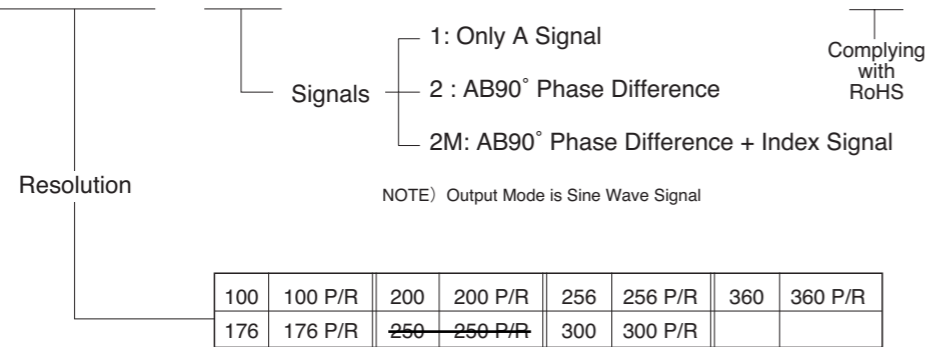 1: Only A Signal
Complying
with
RoHS
Signals
2 : AB90° Phase Difference
2M: AB90° Phase Difference + Index Signal
Resolution
NOTE）Output Mode is Sine Wave Signal
100 100 P/R 200 200 P/R 256 256 P/R 360 360 P/R
176 176 P/R 250 250 P/R 300 300 P/R